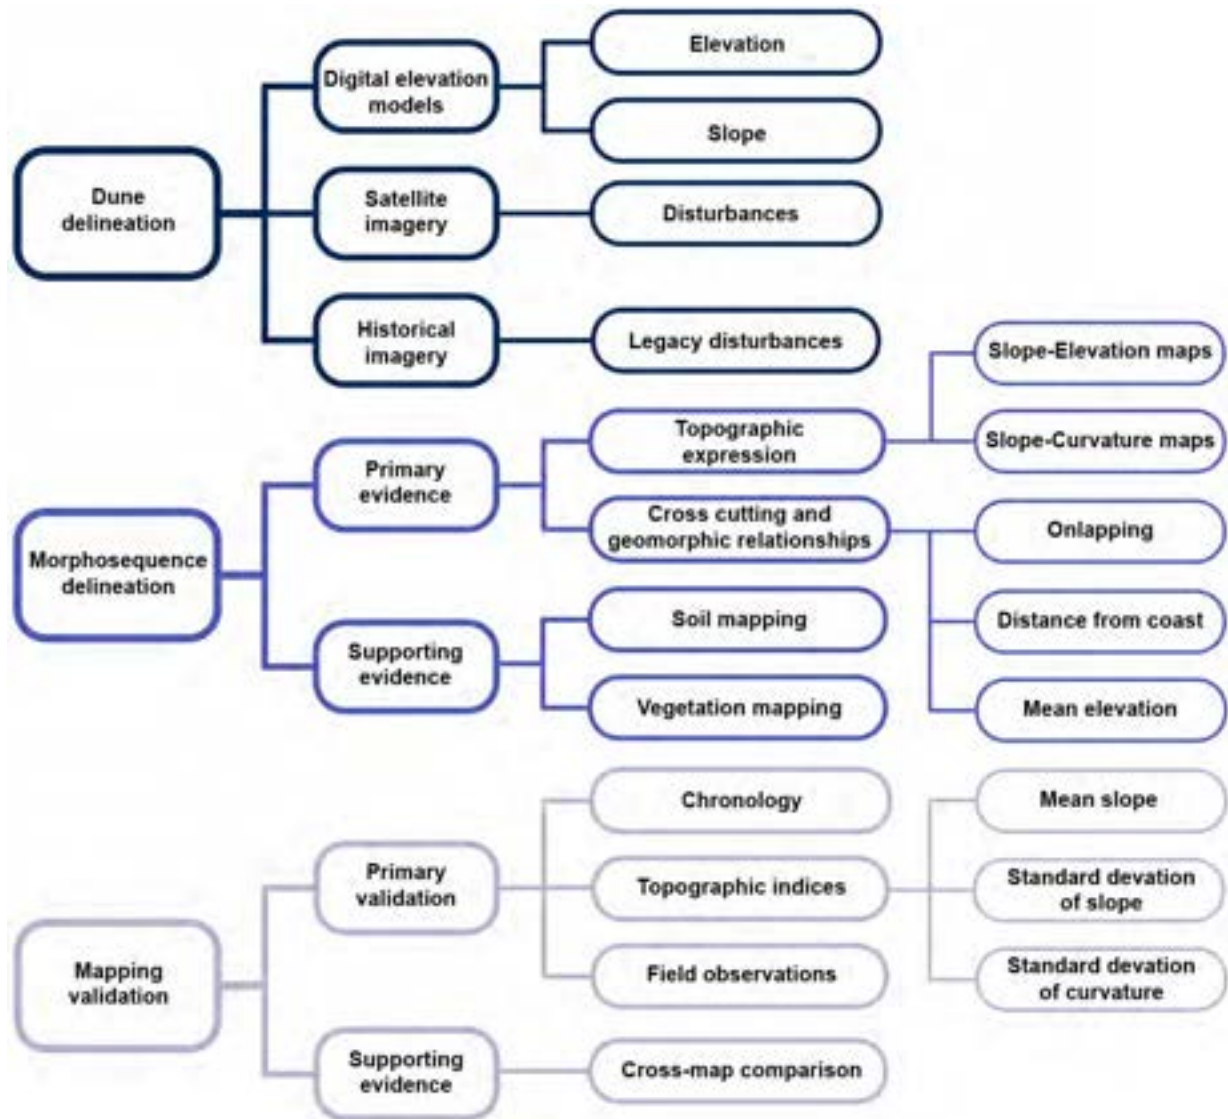 Dune
delineation
Digital elevation
models
Elevation
Slope
Satellite
imagery
Disturbances
Historical
imagery
Legacy disturbances
Morphosequence
delineation
Primary
evidence
Topographic
expression
Slope-Elevation maps
Slope-Curvature maps
Cross cutting and
geomorphic relationships
Onlapping
Distance from coast
Mean elevation
Supporting
evidence
Soil mapping
Vegetation mapping
Mapping
validation
Primary
validation
Chronology
Topographic indices
Mean slope
Standard devation
of slope
Standard devation
of curvature
Field observations
Supporting
evidence
Cross-map comparison